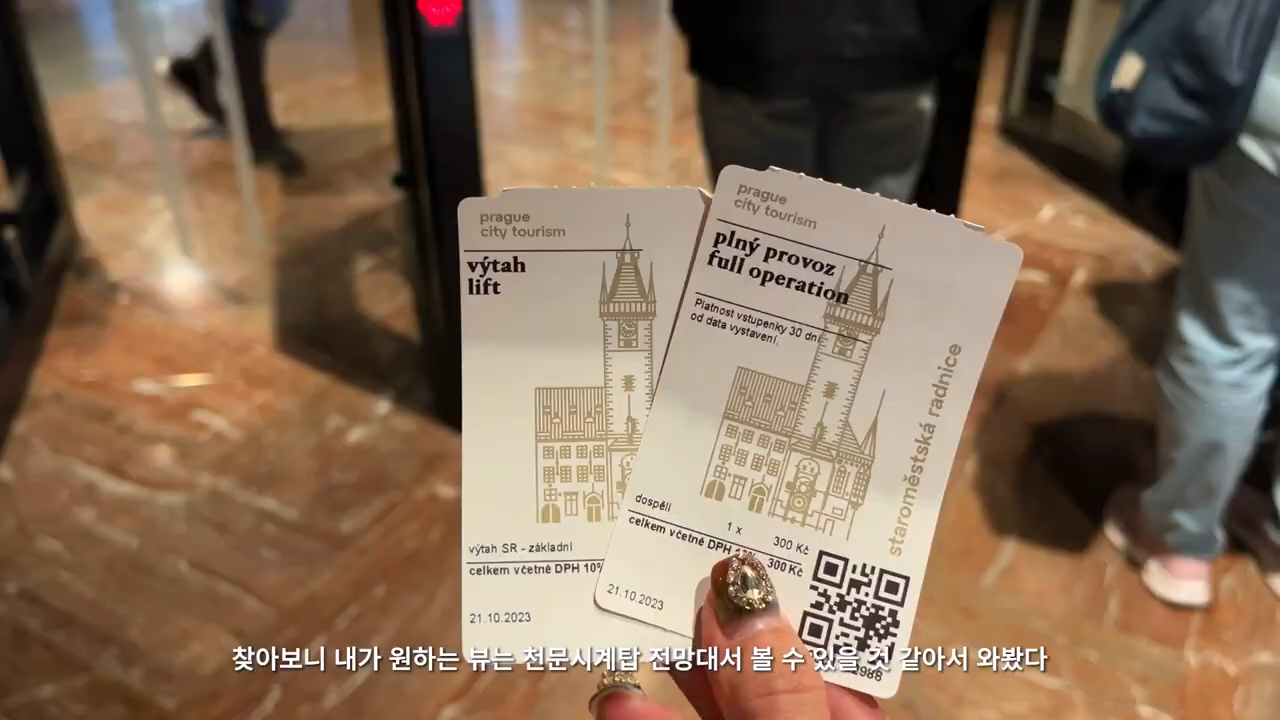 prague
city tourism
výtah
lift
výtah SR - základní
celkem včetně DPH 10%
21.10.2023
prague
city tourism
plný provoz
full operation
Platnost vstupenky 30 dní
od data vystavení.
staroměstská radnice
dospělí
1 x 300 Kč
celkem včetně DPH 300 Kč
21.10.2023
찾아보니 내가 원하는 뷰는 천문시계탑 전망대서 볼 수 있을 것 같아서 와봤다